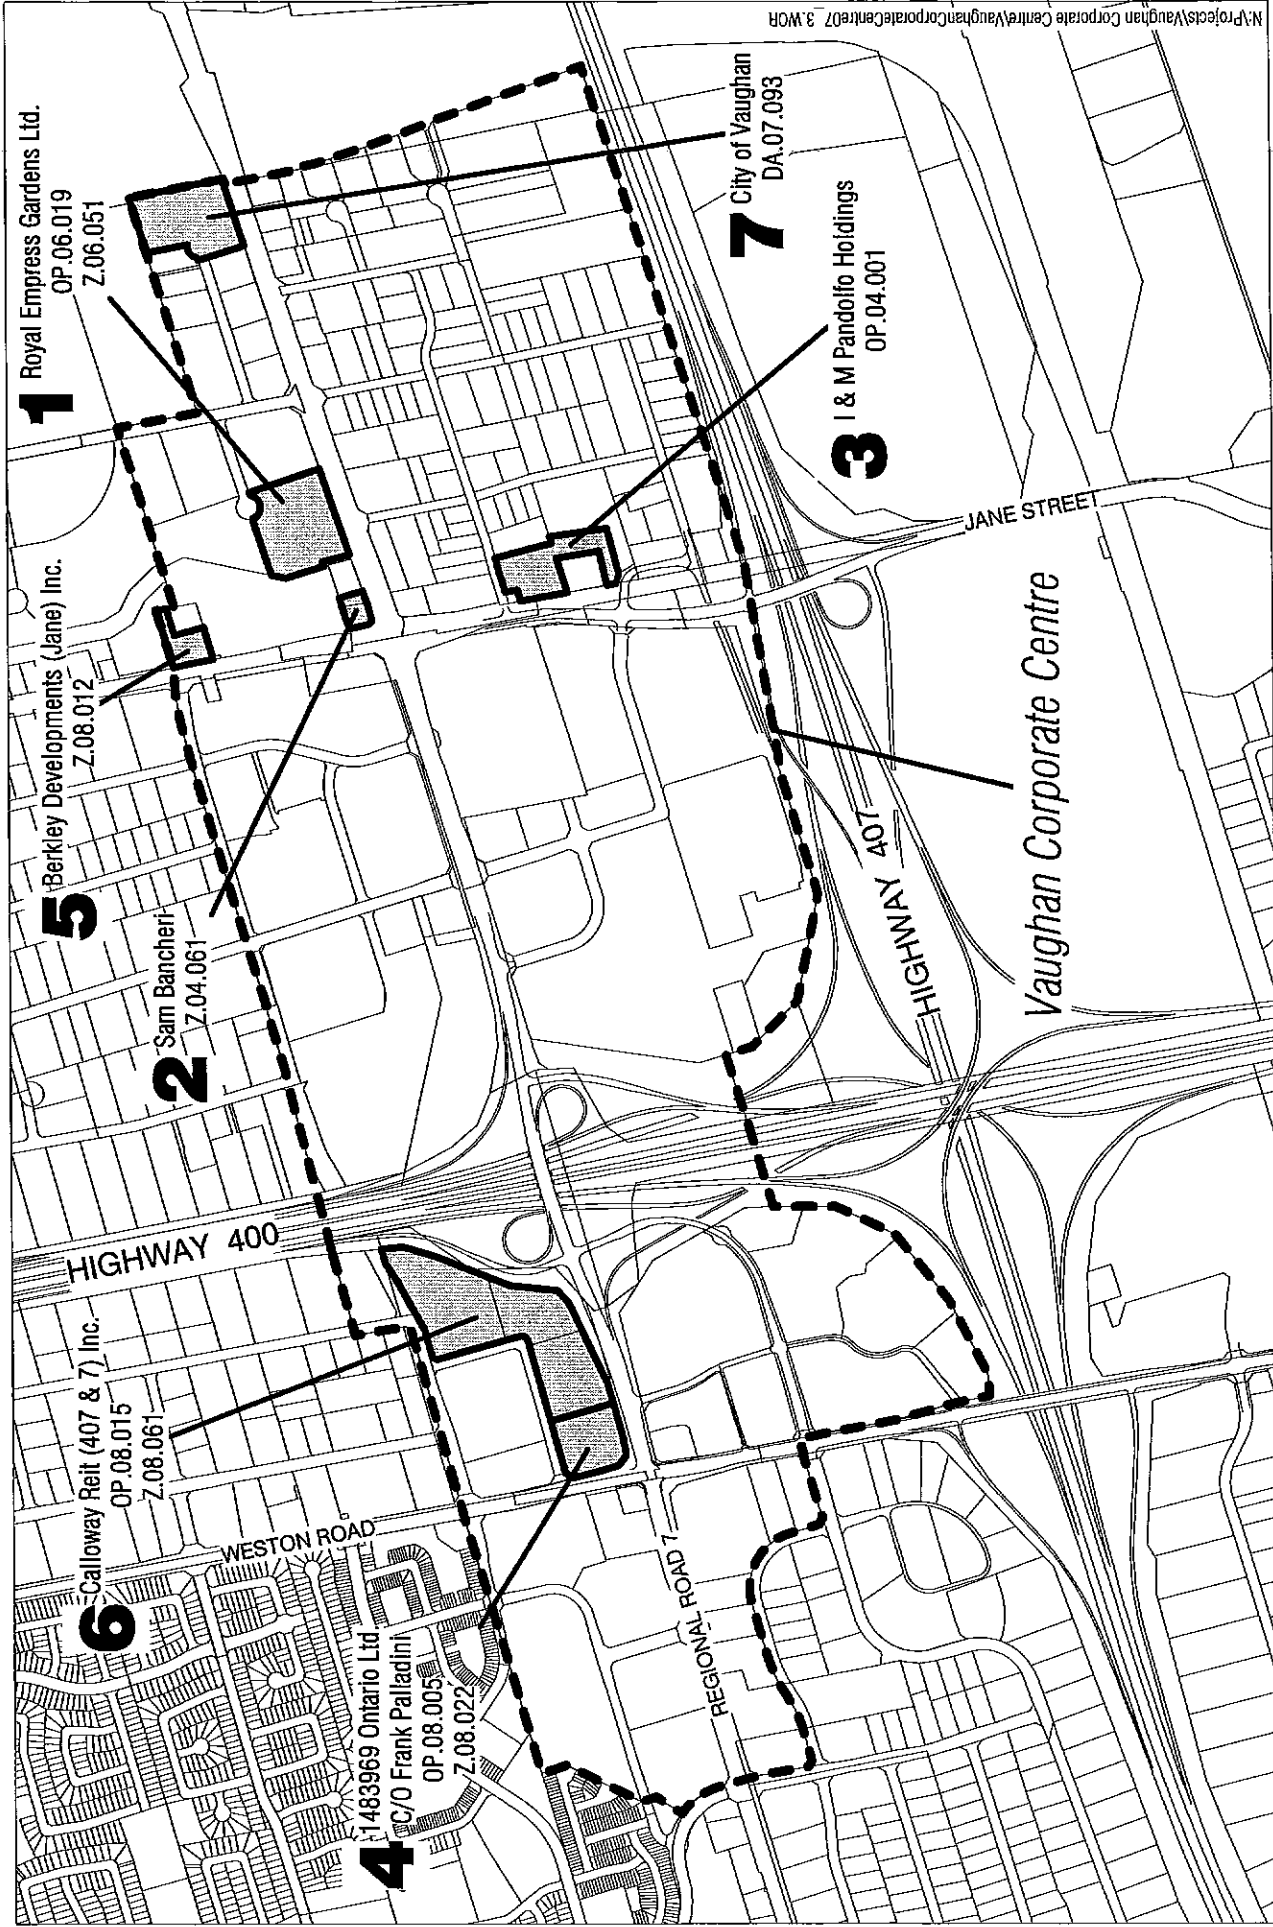 N:\Projects\Vaughan Corporate Centre\VaughanCorporateCentre07_3.WOR
6
Calloway Reit (407 & 7) Inc.
OP.08.015
Z.08.061
5
Berkley Developments (Jane) Inc.
Z.08.012
1
Royal Empress Gardens Ltd.
OP.06.019
Z.06.051
2
Sam Bancheri
Z.04.061
4
1483969 Ontario Ltd.
C/O Frank Palladini
OP.08.005
Z.08.022
HIGHWAY 400
WESTON ROAD
REGIONAL ROAD 7
7
City of Vaughan
DA.07.093
3
I & M Pandolfo Holdings
OP.04.001
JANE STREET
HIGHWAY 407
Vaughan Corporate Centre